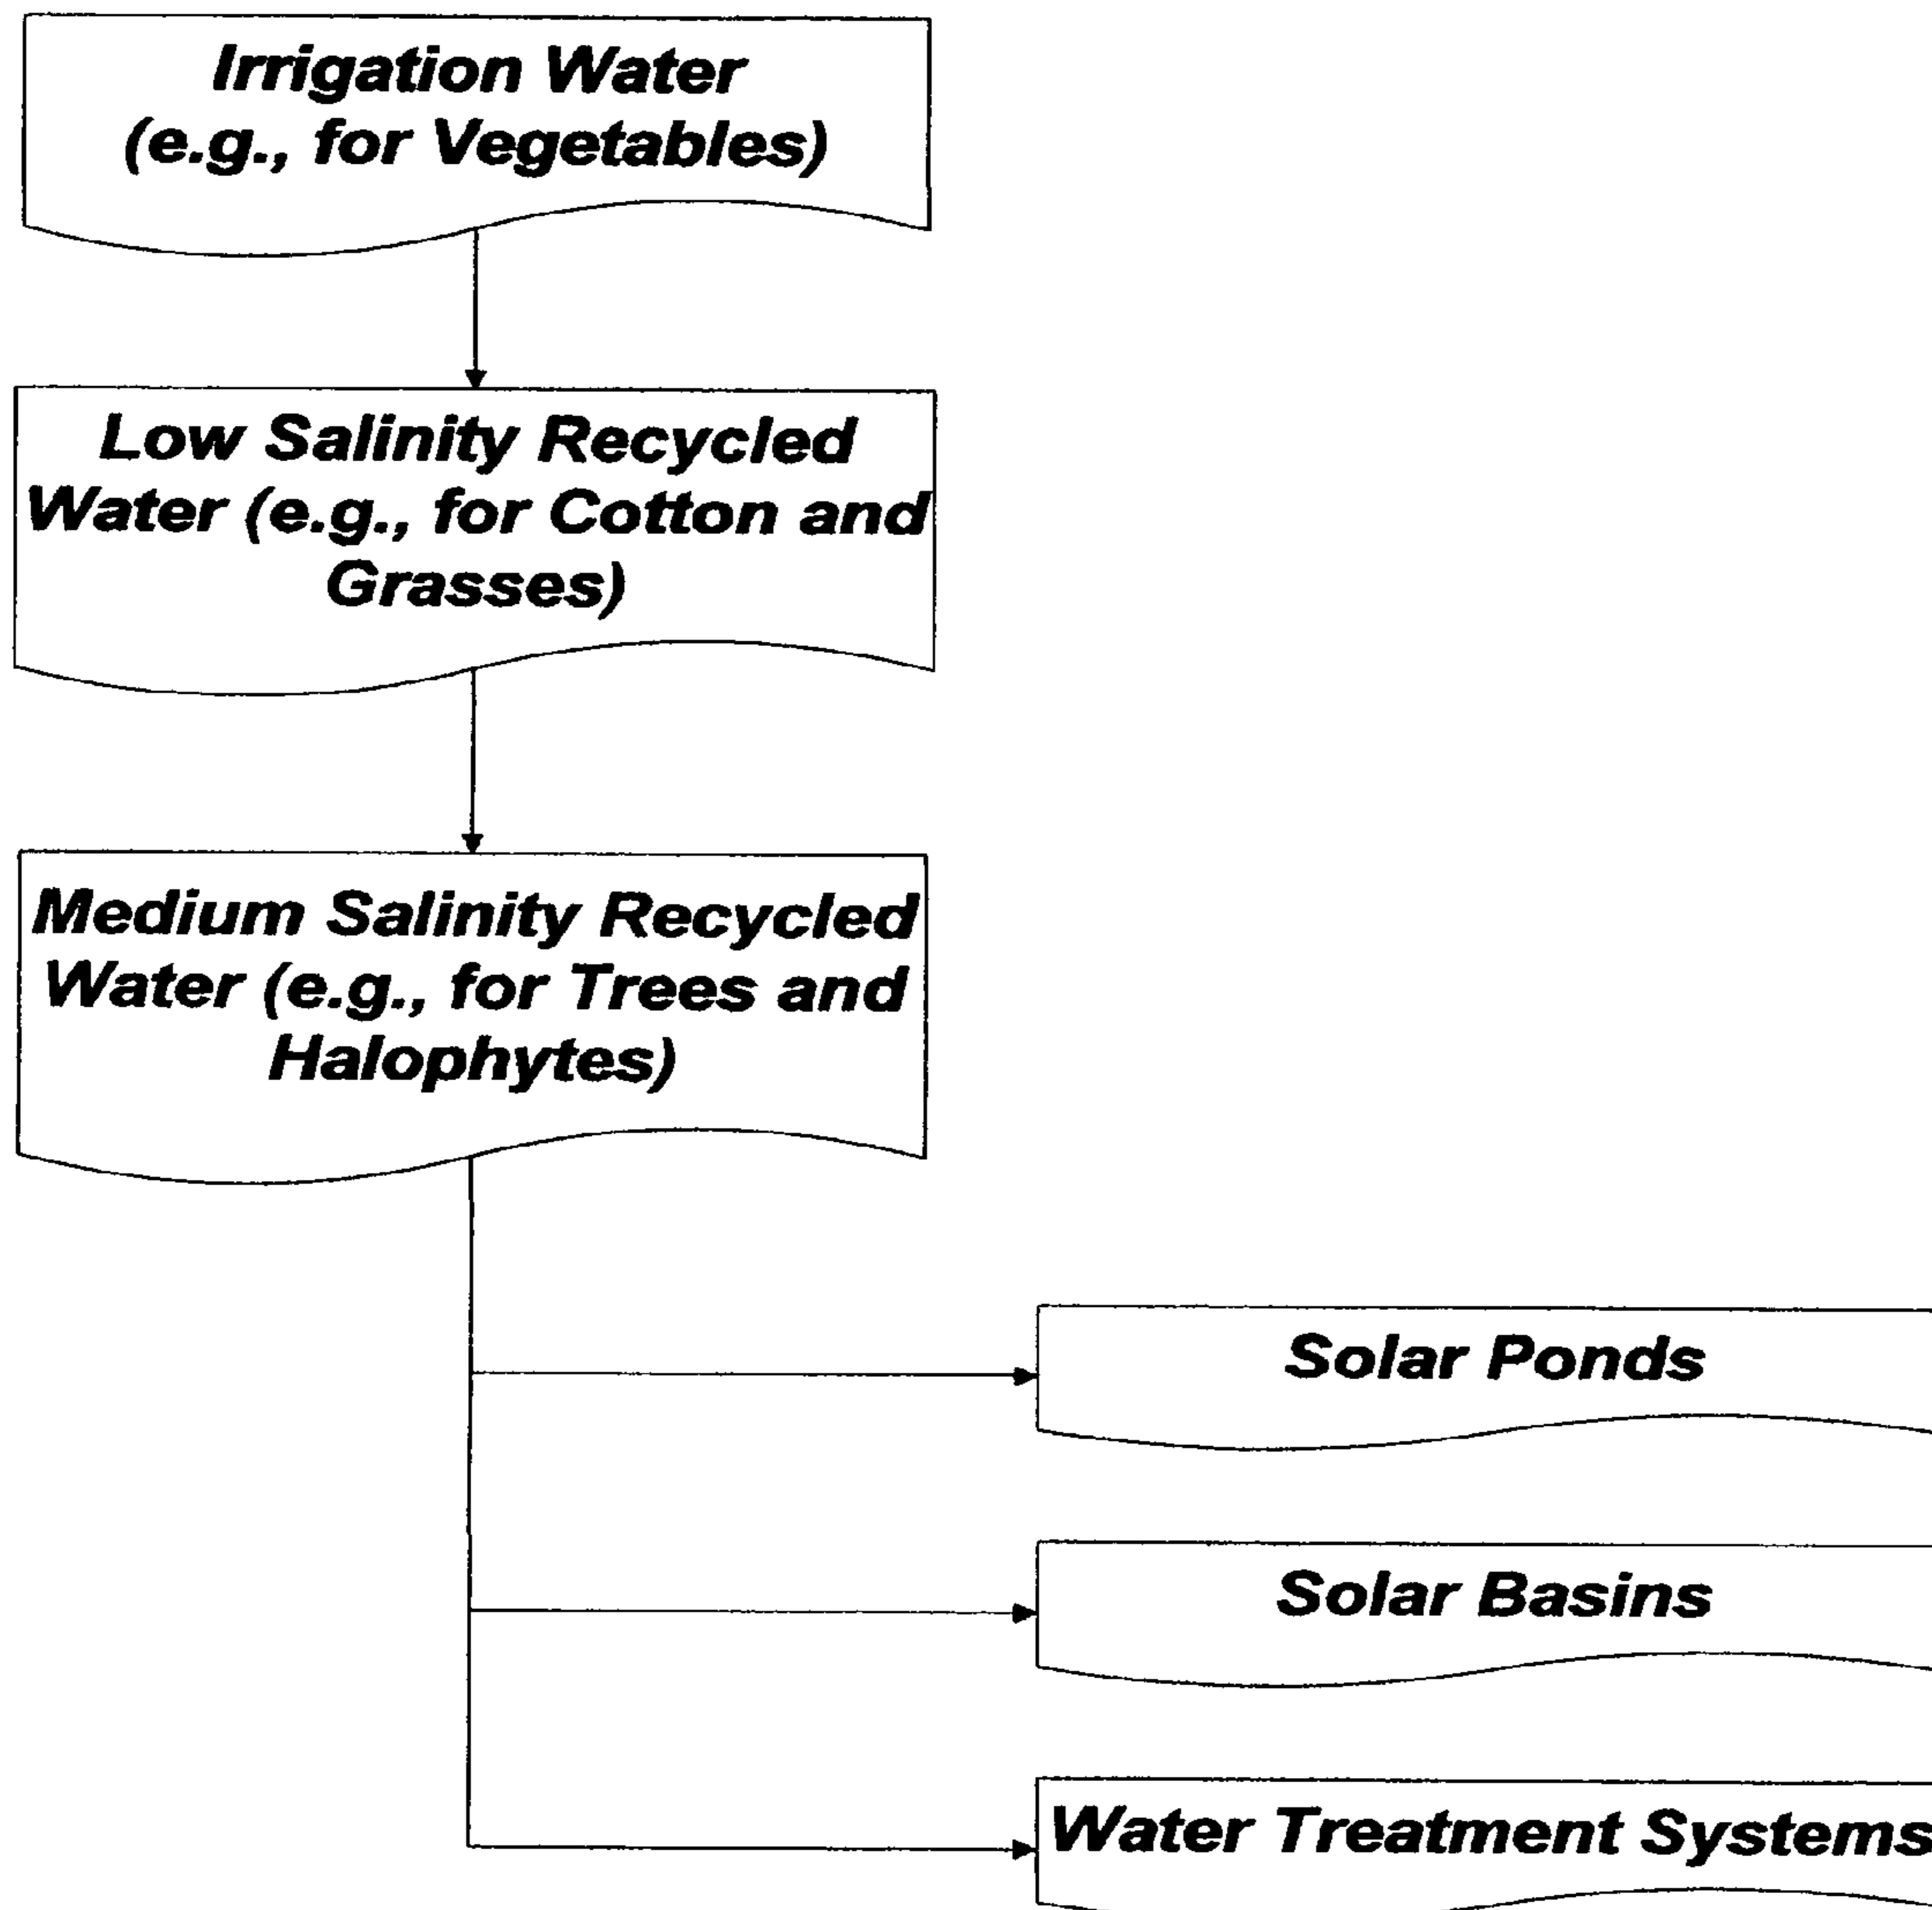 Irrigation Water
(e.g., for Vegetables)
Low Salinity Recycled
Water (e.g., for Cotton and
Grasses)
Medium Salinity Recycled
Water (e.g., for Trees and
Halophytes)
Solar Ponds
Solar Basins
Water Treatment Systems